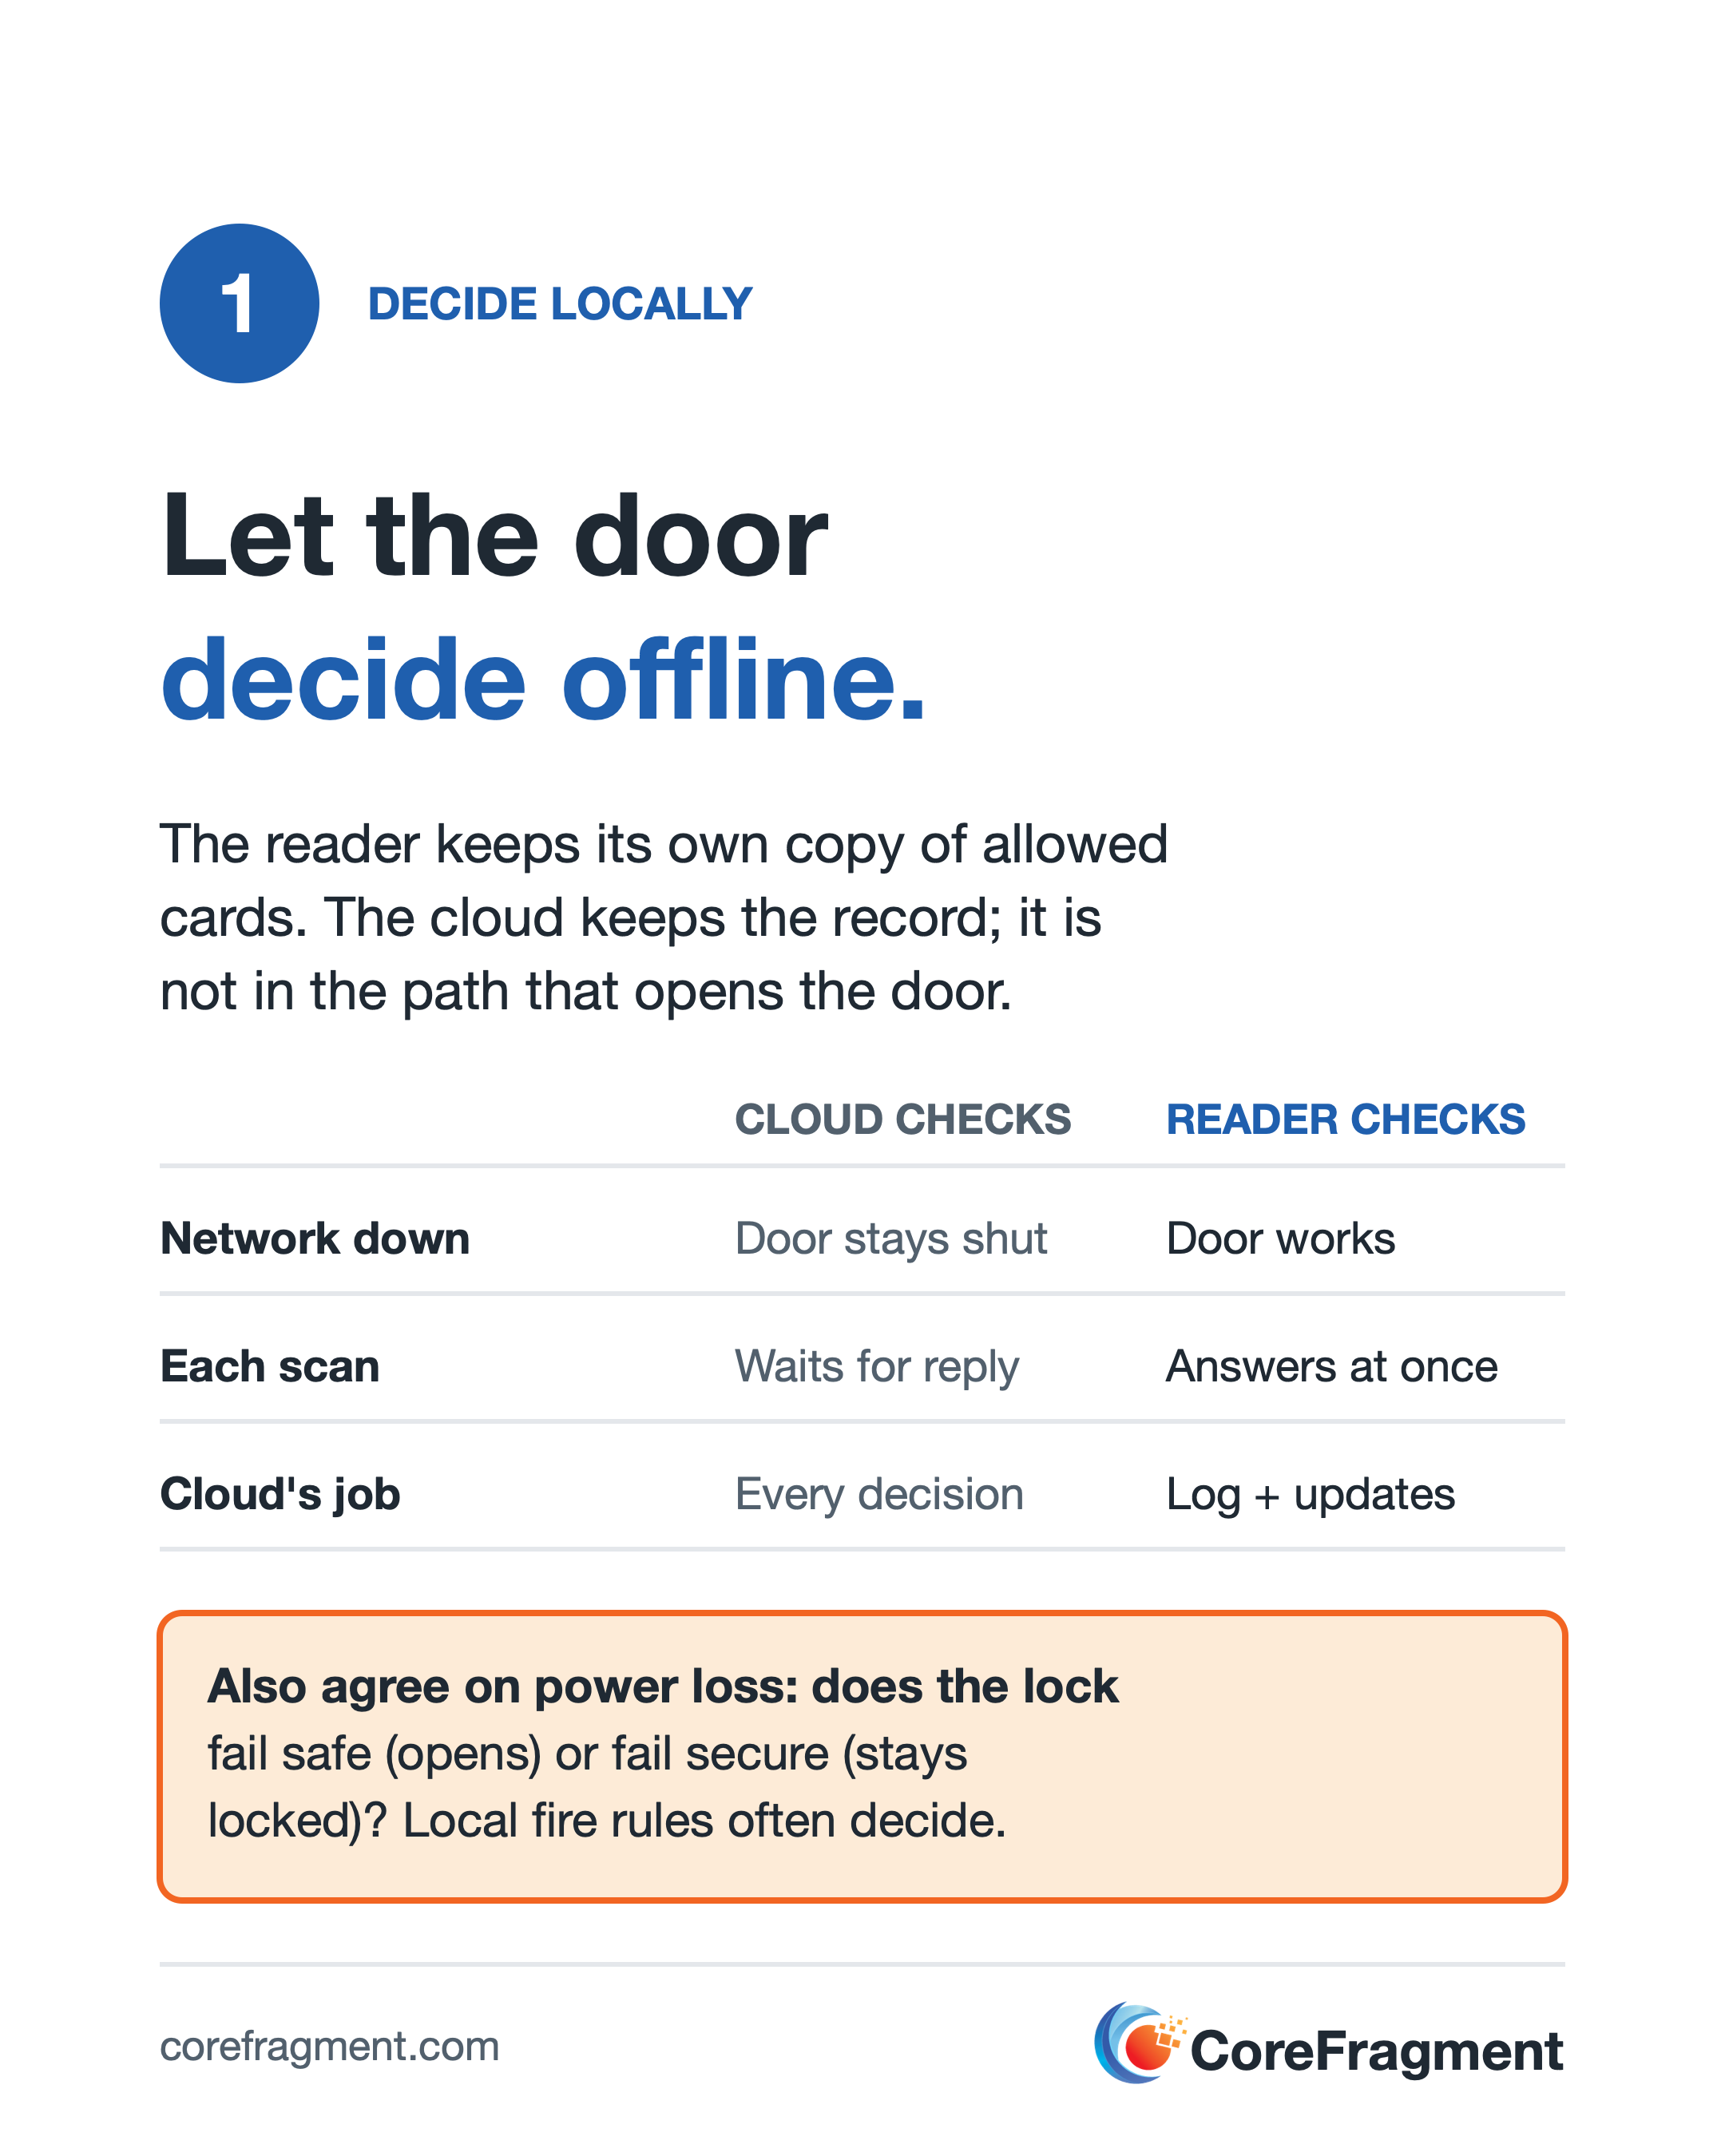 1
DECIDE LOCALLY
Let the door
decide offline.
The reader keeps its own copy of allowed
cards. The cloud keeps the record; it is
not in the path that opens the door.
CLOUD CHECKS READER CHECKS
Network down Door stays shut Door works
Each scan Waits for reply Answers at once
Cloud's job Every decision Log + updates
Also agree on power loss: does the lock
fail safe (opens) or fail secure (stays
locked)? Local fire rules often decide.
corefragment.com CoreFragment